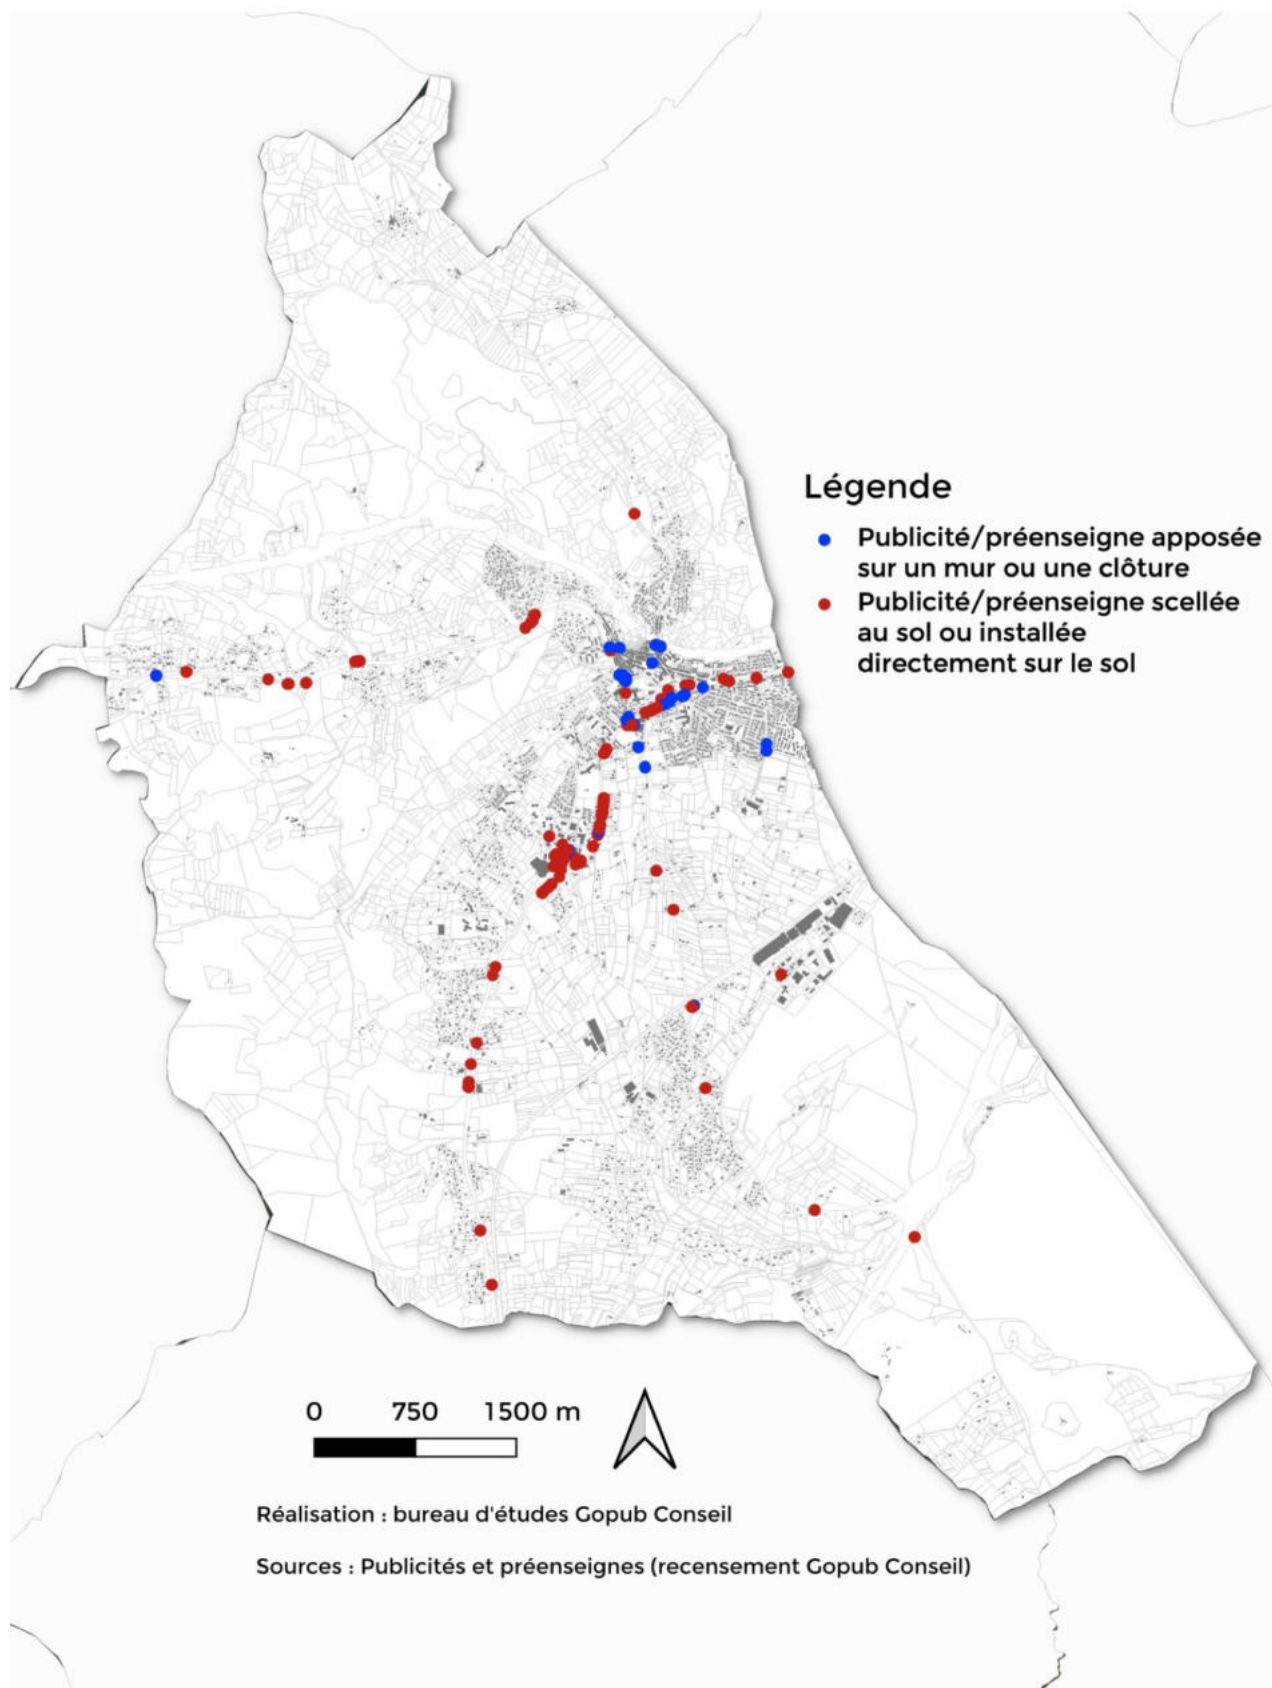 Légende
Publicité/préenseigne apposée
sur un mur ou une clôture
Publicité/préenseigne scellée
au sol ou installée
directement sur le sol
0 750 1500 m
Réalisation : bureau d'études Gopub Conseil
Sources : Publicités et préenseignes (recensement Gopub Conseil)